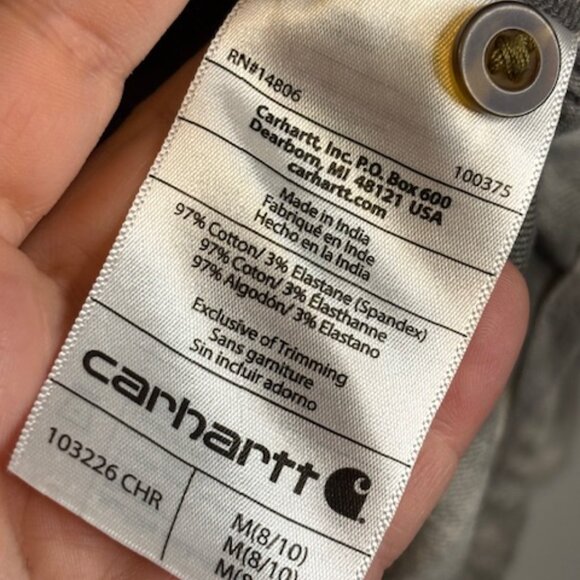 RN#14806
100375
Carhartt, Inc. P.O. Box 600
Dearborn, MI 48121 USA
carhartt.com
Made in India
Fabriqué en Inde
Hecho en la India
97% Cotton/ 3% Elastane (Spandex)
97% Coton/ 3% Élasthanne
97% Algodón/ 3% Elastano
Exclusive of Trimming
Sans garniture
Sin incluir adorno
carhartt
103226 CHR
M(8/10)
M(8/10)
M(8/10)